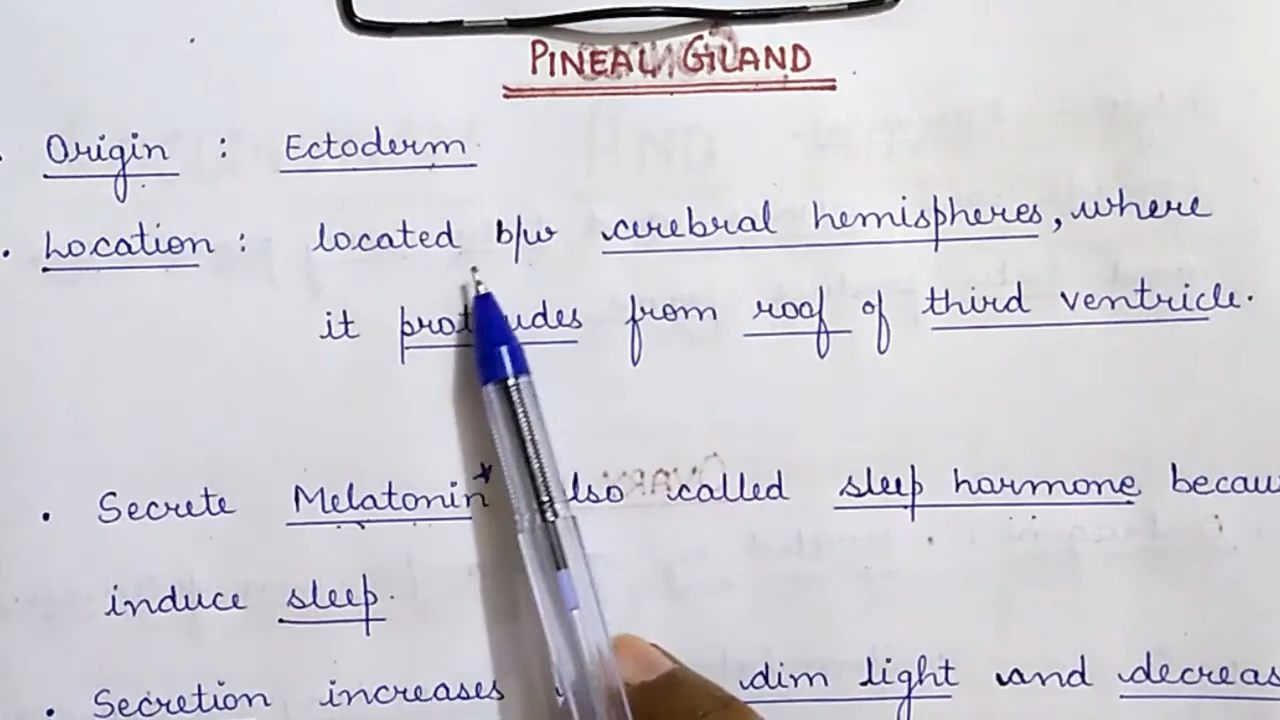 PINEAL GLAND
. Origin : Ectoderm
. Location : located b/w cerebral hemispheres, where
it protrudes from roof of third ventricle.
. Secrete Melatonin* also called sleep hormone becau
induce sleep.
. Secretion increases dim light and decreas